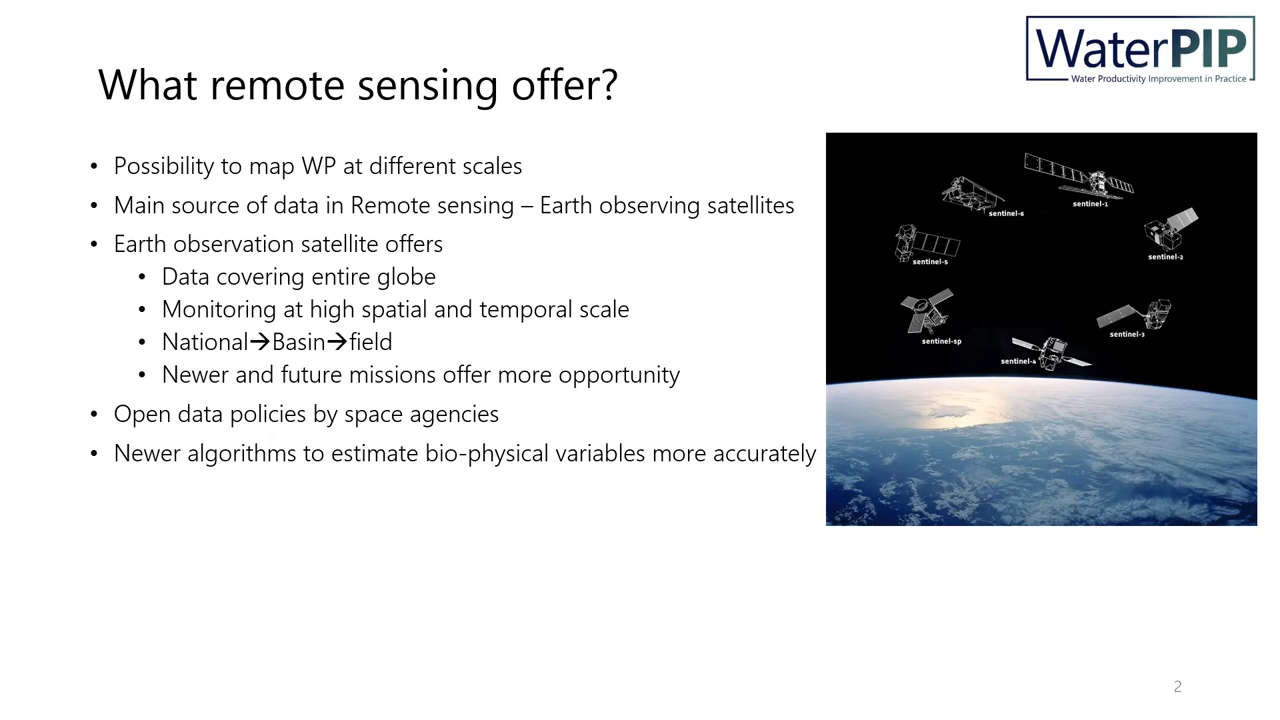 WaterPIP
Water Productivity Improvement in Practice
What remote sensing offer?
• Possibility to map WP at different scales
• Main source of data in Remote sensing – Earth observing satellites
• Earth observation satellite offers
• Data covering entire globe
• Monitoring at high spatial and temporal scale
• National→Basin→field
• Newer and future missions offer more opportunity
• Open data policies by space agencies
• Newer algorithms to estimate bio-physical variables more accurately
sentinel-1
sentinel-6
sentinel-2
sentinel-5
sentinel-3
sentinel-5p
sentinel-4
2